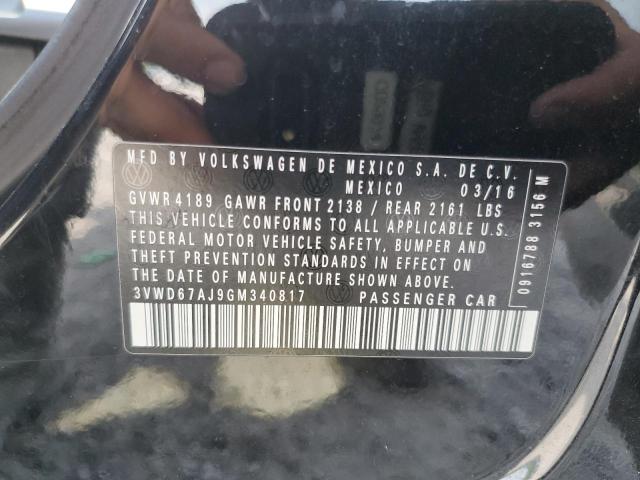 MFD BY VOLKSWAGEN DE MEXICO S.A. DE C.V.
MEXICO 03/16
GVWR 4189 GAWR FRONT 2138 / REAR 2161 LBS
THIS VEHICLE CONFORMS TO ALL APPLICABLE U.S.
FEDERAL MOTOR VEHICLE SAFETY, BUMPER AND
THEFT PREVENTION STANDARDS IN EFFECT ON
THE DATE OF MANUFACTURE SHOWN ABOVE.
3VWD67AJ9GM340817 PASSENGER CAR
0916788 3156 M